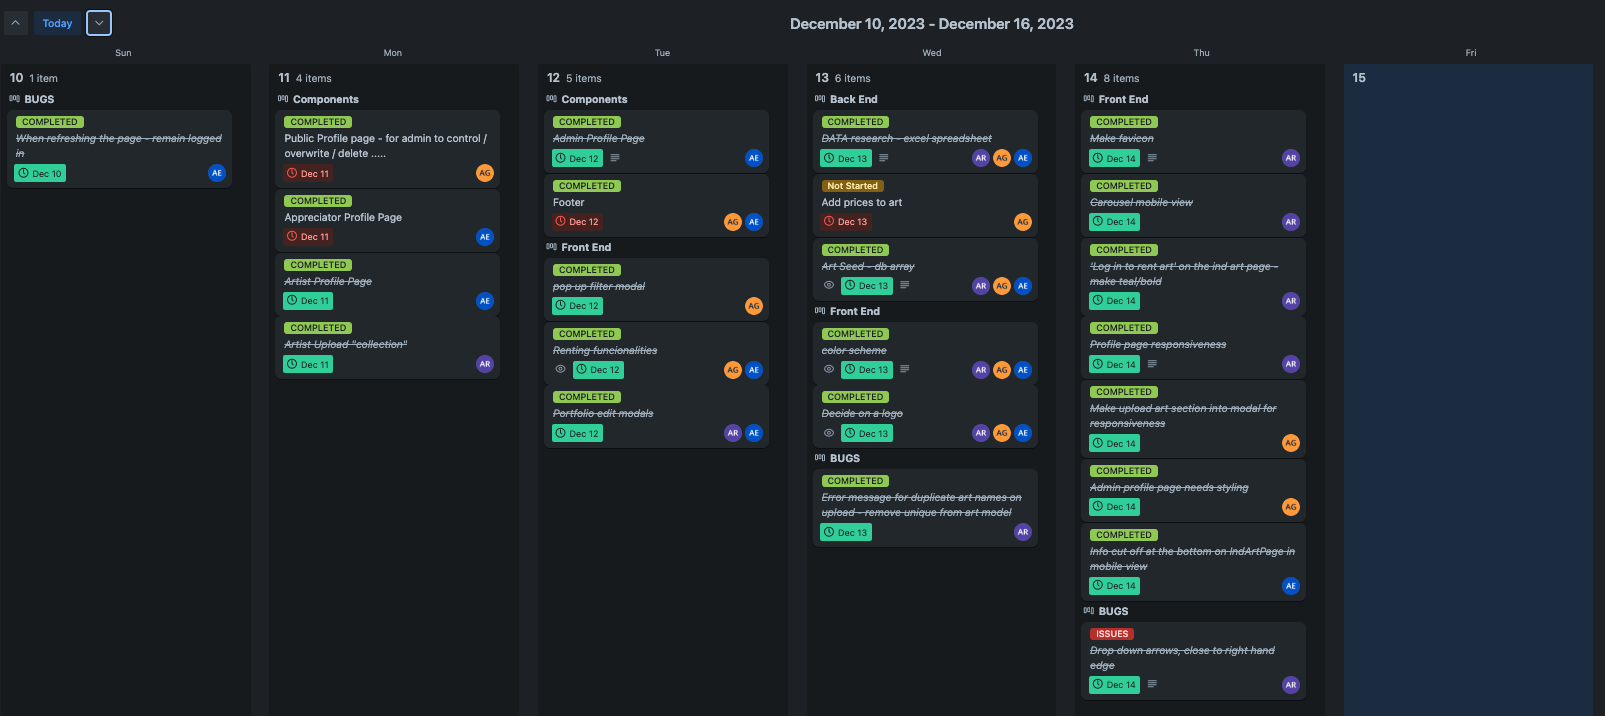 Today
December 10, 2023 - December 16, 2023
Sun
Mon
Tue
Wed
Thu
Fri
10 1 item
BUGS
COMPLETED
When refreshing the page - remain logged
in
Dec 10
AE
11 4 items
Components
COMPLETED
Public Profile page - for admin to control /
overwrite / delete .....
Dec 11
AG
COMPLETED
Appreciator Profile Page
Dec 11
AE
COMPLETED
Artist Profile Page
Dec 11
AE
COMPLETED
Artist Upload "collection"
Dec 11
AR
12 5 items
Components
COMPLETED
Admin Profile Page
Dec 12
AE
COMPLETED
Footer
Dec 12
AG AE
Front End
COMPLETED
pop up filter modal
Dec 12
AG
COMPLETED
Renting funcionalities
Dec 12
AG AE
COMPLETED
Portfolio edit modals
Dec 12
AR AE
13 6 items
Back End
COMPLETED
DATA research - excel spreadsheet
Dec 13
AR AG AE
Not Started
Add prices to art
Dec 13
AG
COMPLETED
Art Seed - db array
Dec 13
AR AG AE
Front End
COMPLETED
color scheme
Dec 13
AR AG AE
COMPLETED
Decide on a logo
Dec 13
AR AG AE
BUGS
COMPLETED
Error message for duplicate art names on
upload - remove unique from art model
Dec 13
AR
14 8 items
Front End
COMPLETED
Make favicon
Dec 14
AR
COMPLETED
Carousel mobile view
Dec 14
AR
COMPLETED
'Log in to rent art' on the ind art page -
make teal/bold
Dec 14
AR
COMPLETED
Profile page responsiveness
Dec 14
AR
COMPLETED
Make upload art section into modal for
responsiveness
Dec 14
AG
COMPLETED
Admin profile page needs styling
Dec 14
AG
COMPLETED
Info cut off at the bottom on IndArtPage in
mobile view
Dec 14
AE
BUGS
ISSUES
Drop down arrows, close to right hand
edge
Dec 14
AR
15